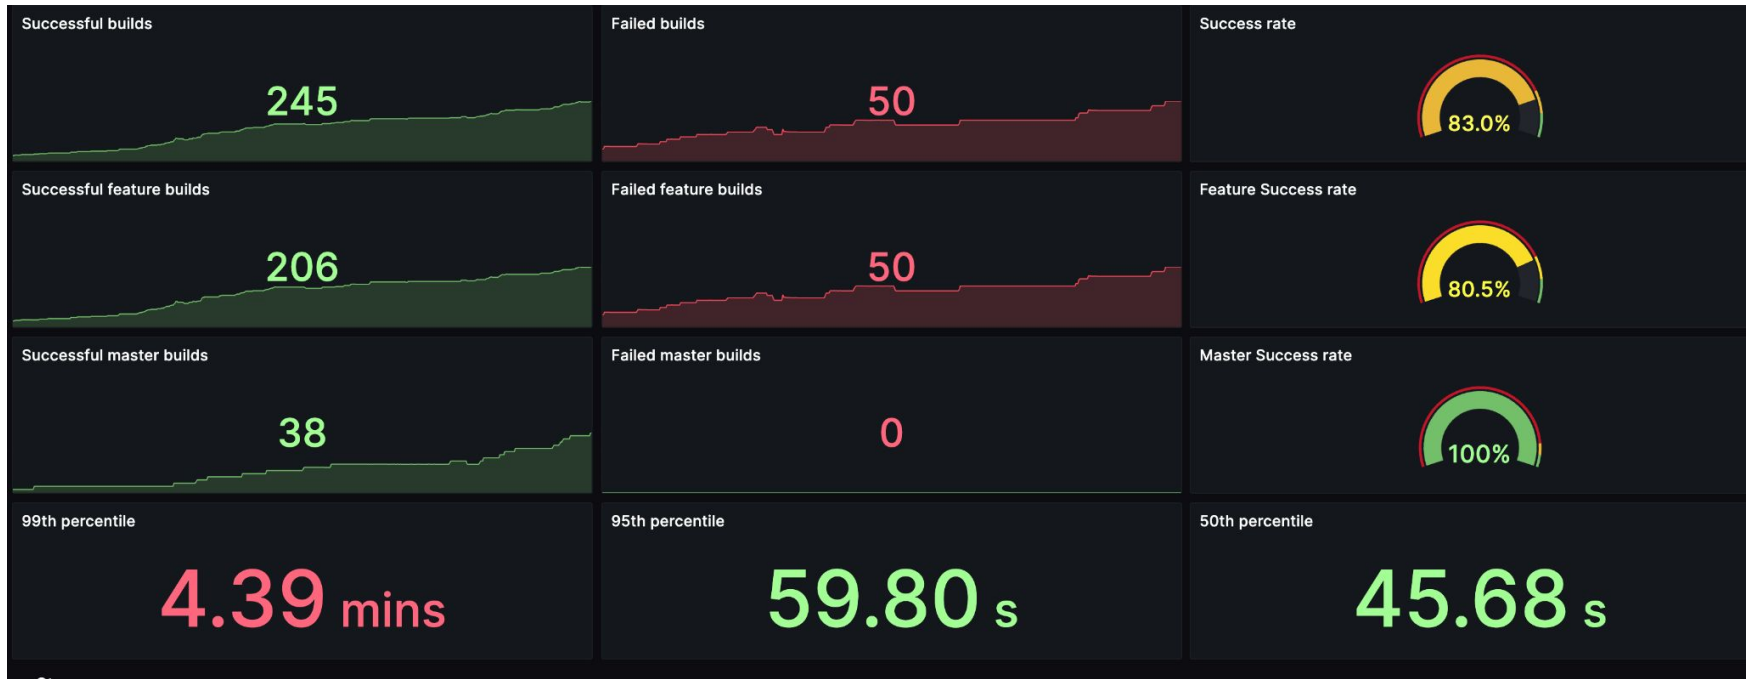 Successful builds
Failed builds
Success rate
245
50
83.0%
Successful feature builds
Failed feature builds
Feature Success rate
206
50
80.5%
Successful master builds
Failed master builds
Master Success rate
38
0
100%
99th percentile
95th percentile
50th percentile
4.39 mins
59.80 s
45.68 s